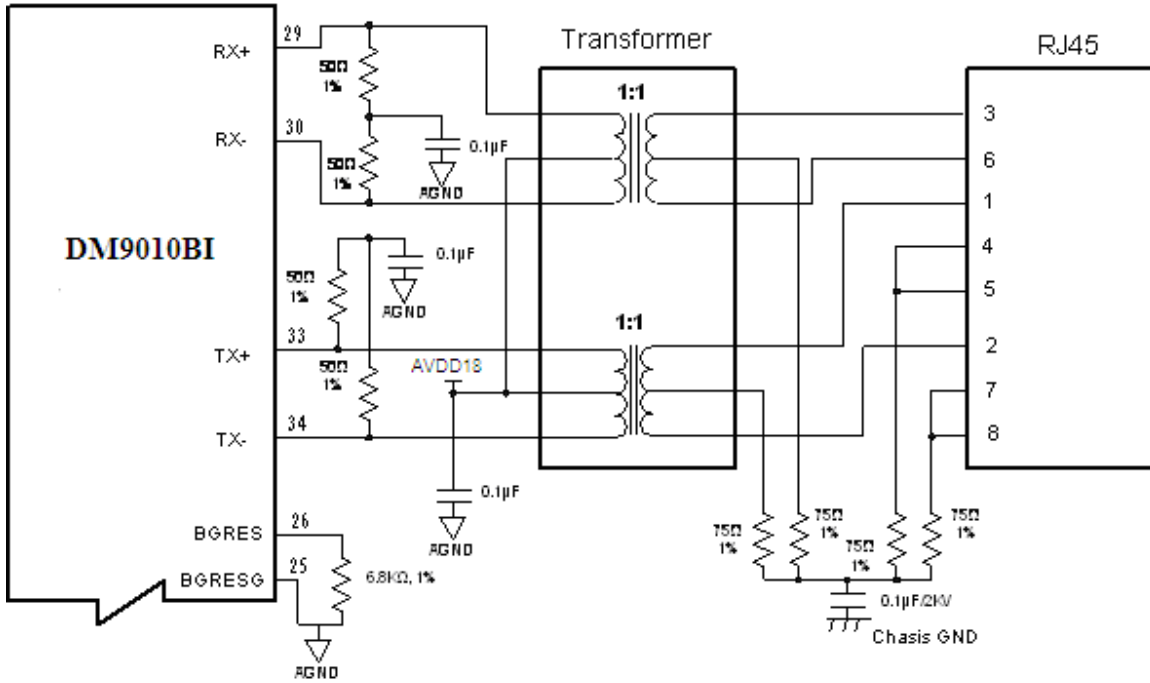 Transformer
RJ45
DM9010BI
RX+
29
RX-
30
TX+
33
TX-
34
BGRES
26
BGRESG
25
50Ω
1%
50Ω
1%
0.1µF
AGND
50Ω
1%
0.1µF
AGND
50Ω
1%
AVDD18
0.1µF
AGND
6.8KΩ, 1%
AGND
1:1
1:1
3
6
1
4
5
2
7
8
75Ω
1%
75Ω
1%
75Ω
1%
75Ω
1%
0.1µF/2KV
Chasis GND